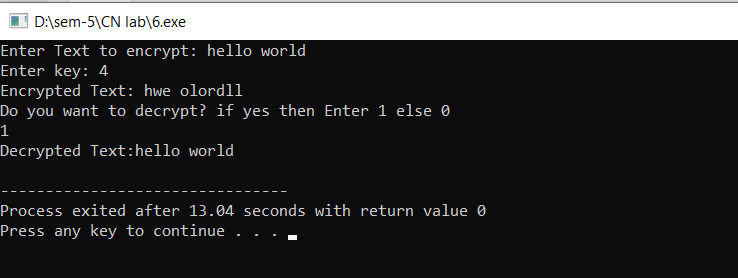 D:\sem-5\CN lab\6.exe
Enter Text to encrypt: hello world
Enter key: 4
Encrypted Text: hwe olordll
Do you want to decrypt? if yes then Enter 1 else 0
1
Decrypted Text:hello world
--------------------------------
Process exited after 13.04 seconds with return value 0
Press any key to continue . . .